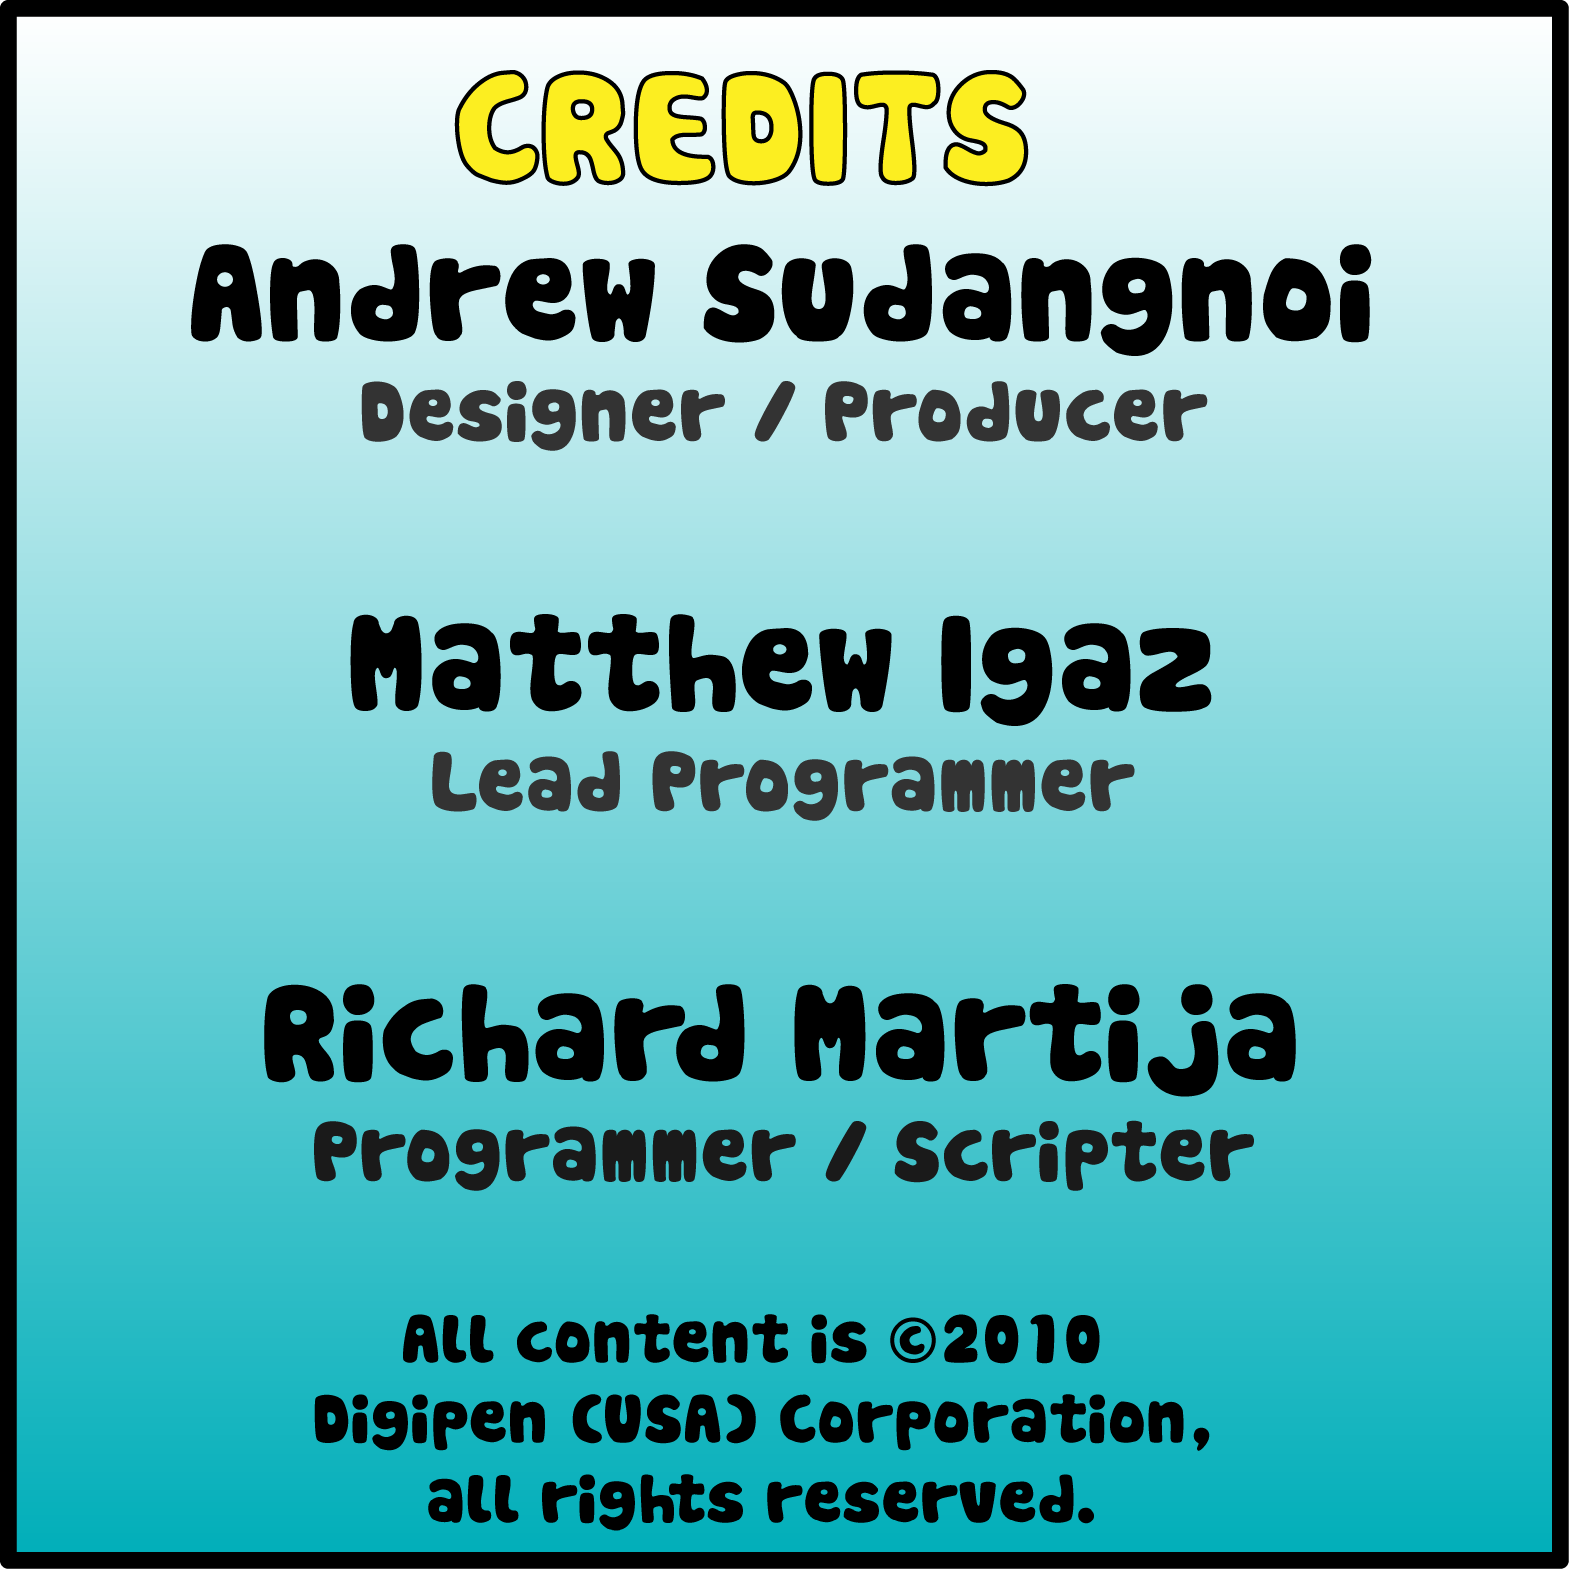 CREDITS
Andrew Sudangnoi
Designer / Producer
Matthew Igaz
Lead Programmer
Richard Martija
Programmer / Scripter
All content is ©2010
Digipen (USA) Corporation,
all rights reserved.